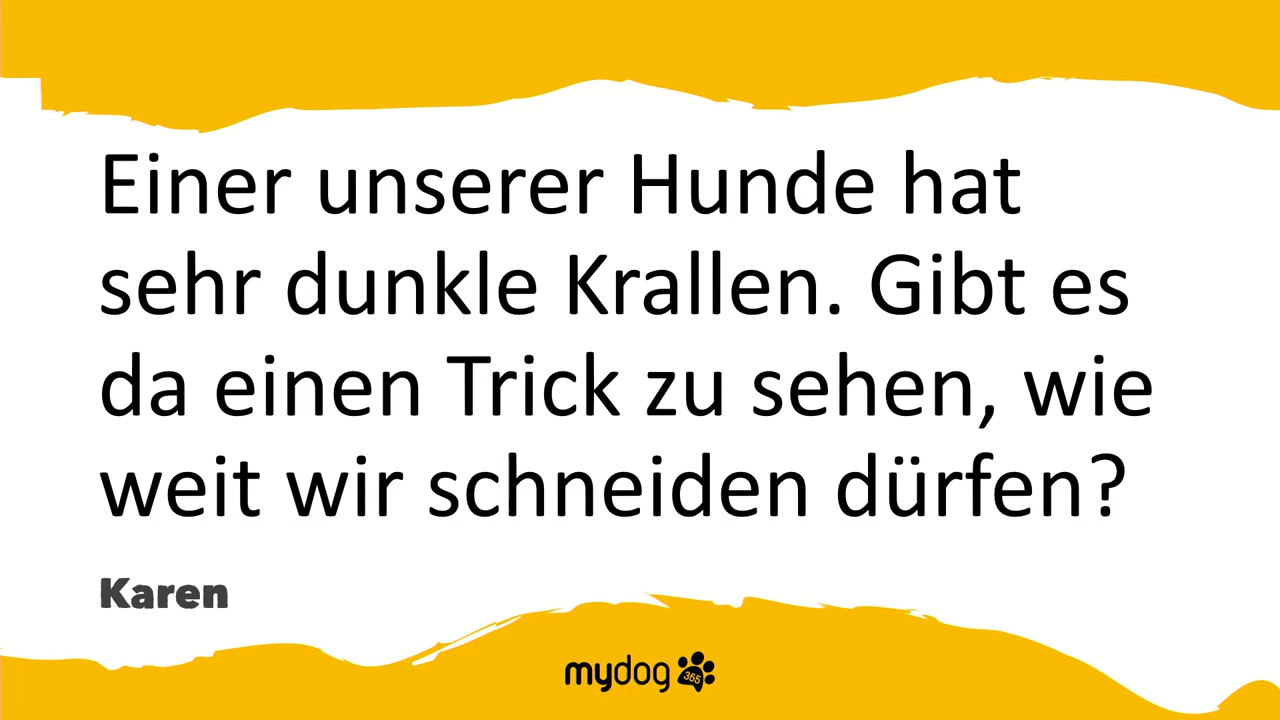 Einer unserer Hunde hat
sehr dunkle Krallen. Gibt es
da einen Trick zu sehen, wie
weit wir schneiden dürfen?
Karen
mydog 365